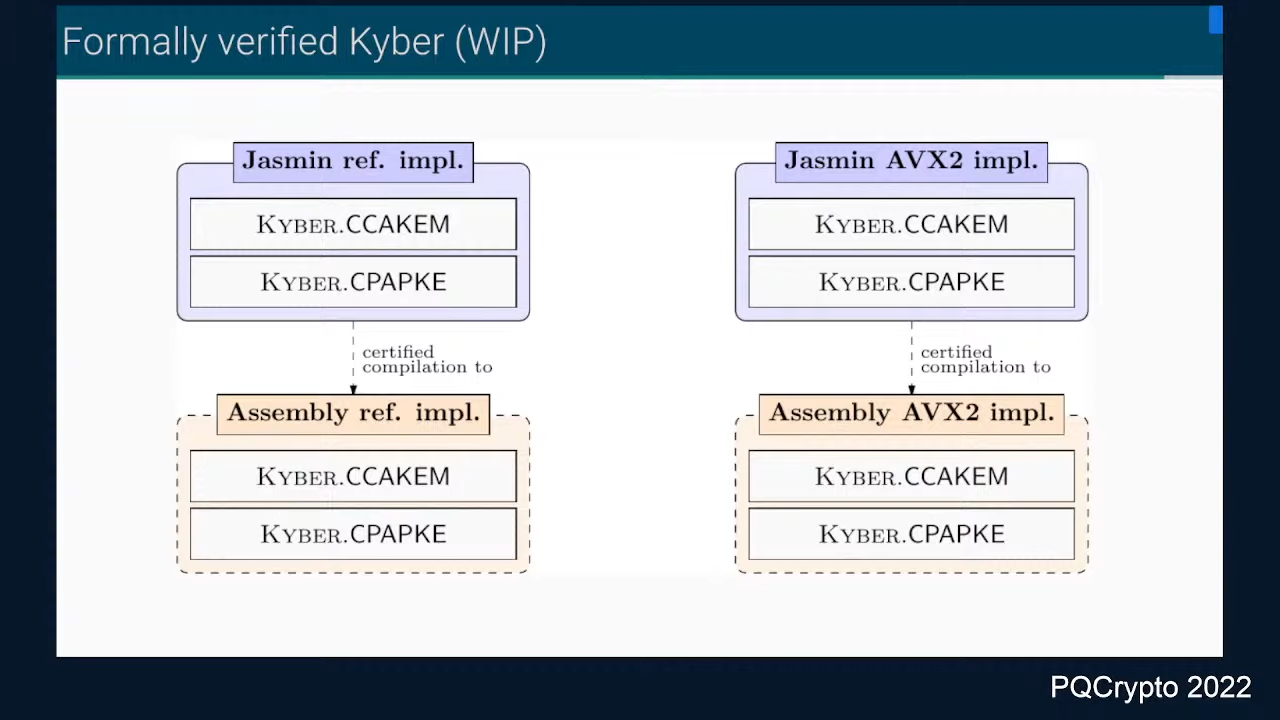 Formally verified Kyber (WIP)
Jasmin ref. impl.
KYBER.CCAKEM
KYBER.CPAPKE
certified
compilation to
Assembly ref. impl.
KYBER.CCAKEM
KYBER.CPAPKE
Jasmin AVX2 impl.
KYBER.CCAKEM
KYBER.CPAPKE
certified
compilation to
Assembly AVX2 impl.
KYBER.CCAKEM
KYBER.CPAPKE
PQCrypto 2022